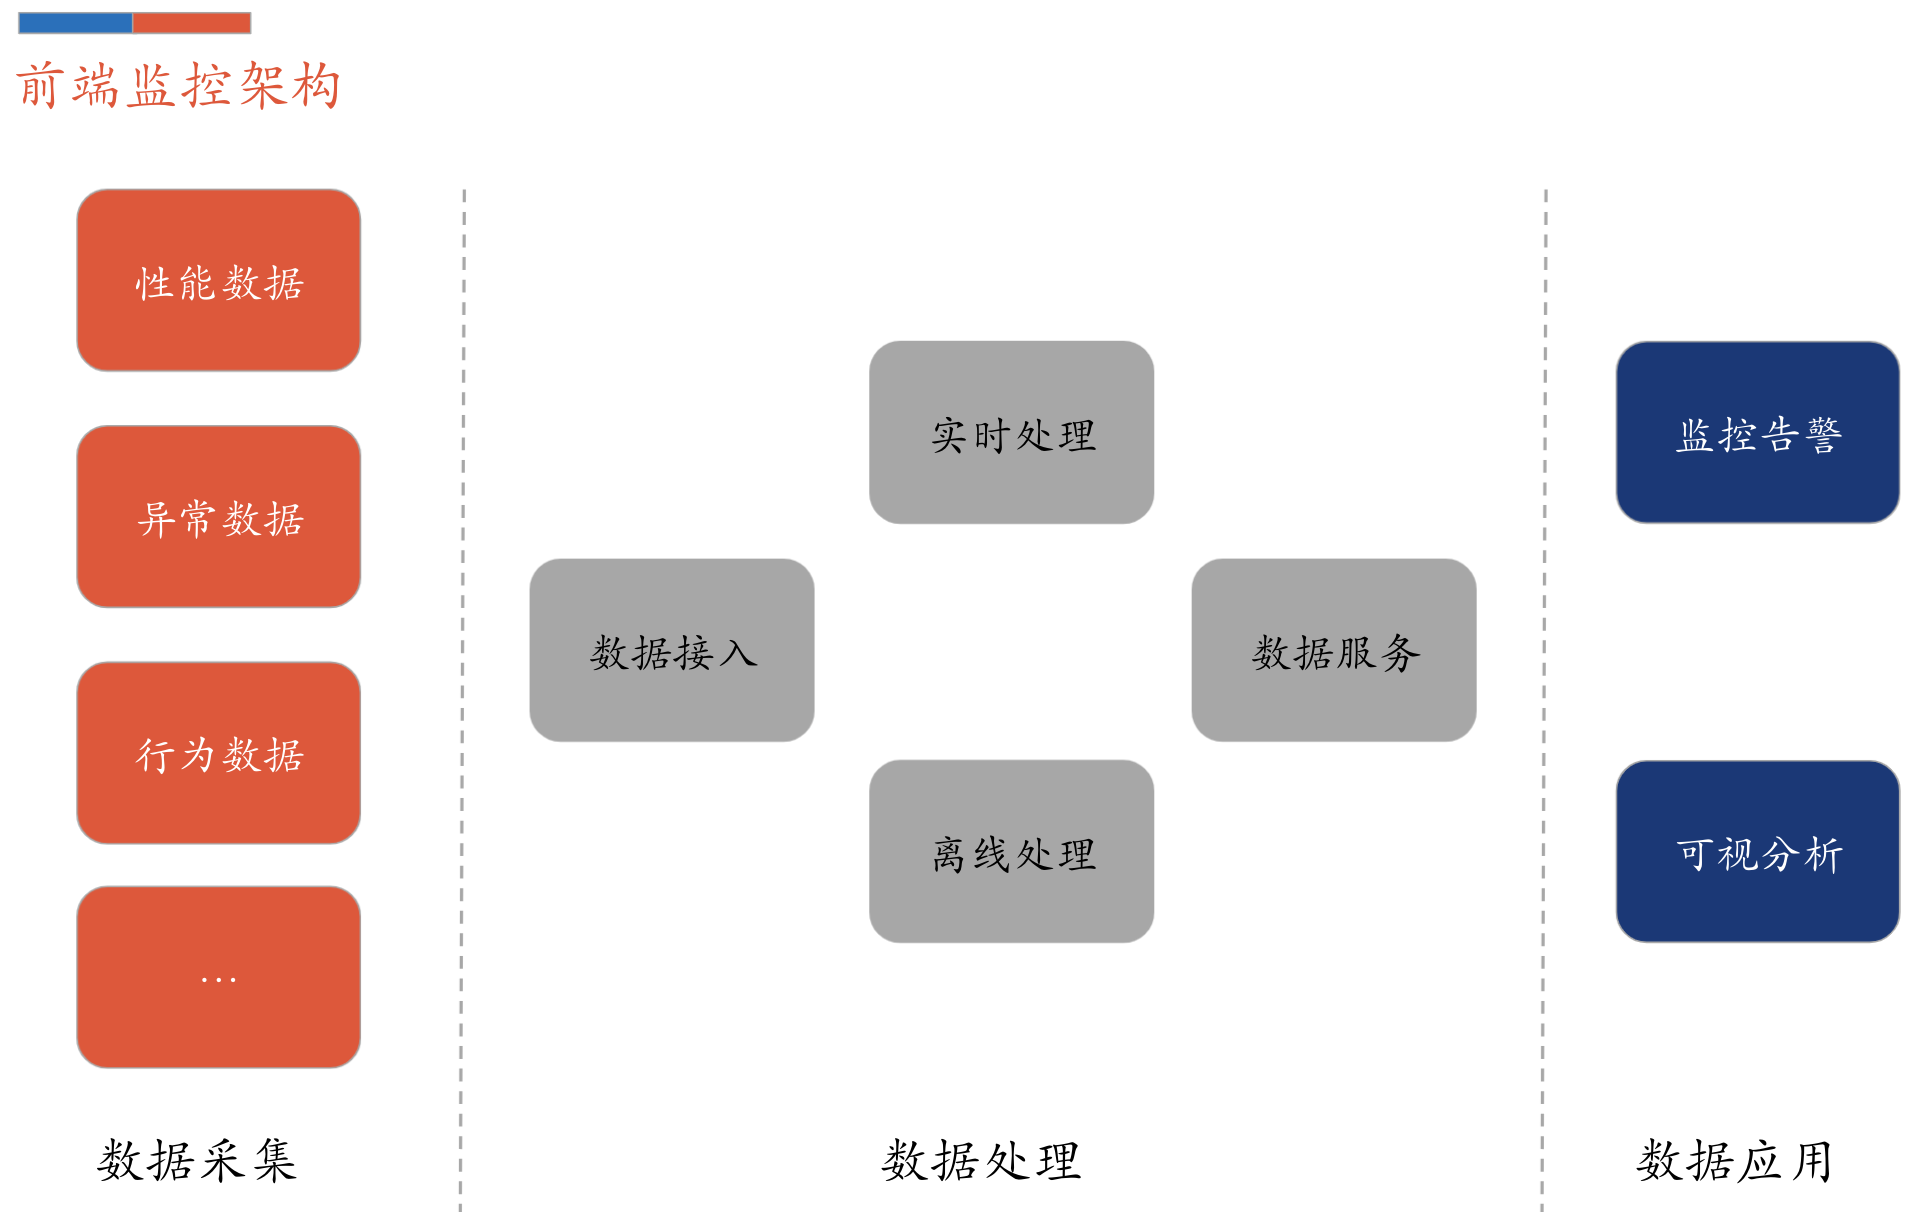 前端监控架构
性能数据
异常数据
行为数据
...
数据采集
实时处理
数据接入
数据服务
离线处理
数据处理
监控告警
可视分析
数据应用